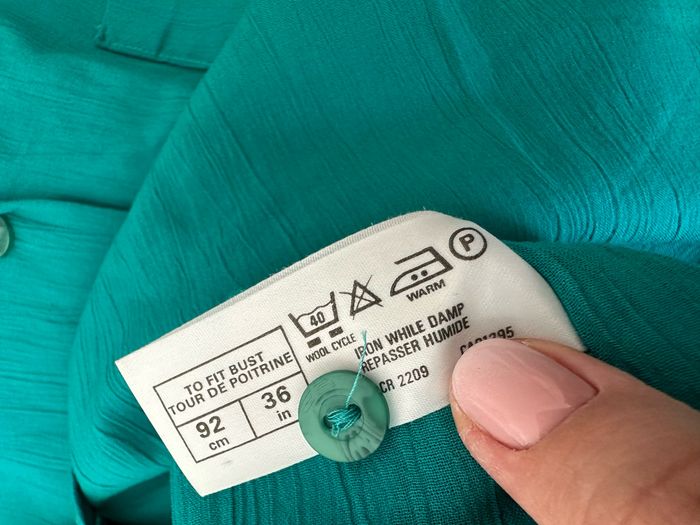 TO FIT BUST
TOUR DE POITRINE
92 36
cm in
40
WOOL CYCLE
WARM
P
IRON WHILE DAMP
REPASSER HUMIDE
2209